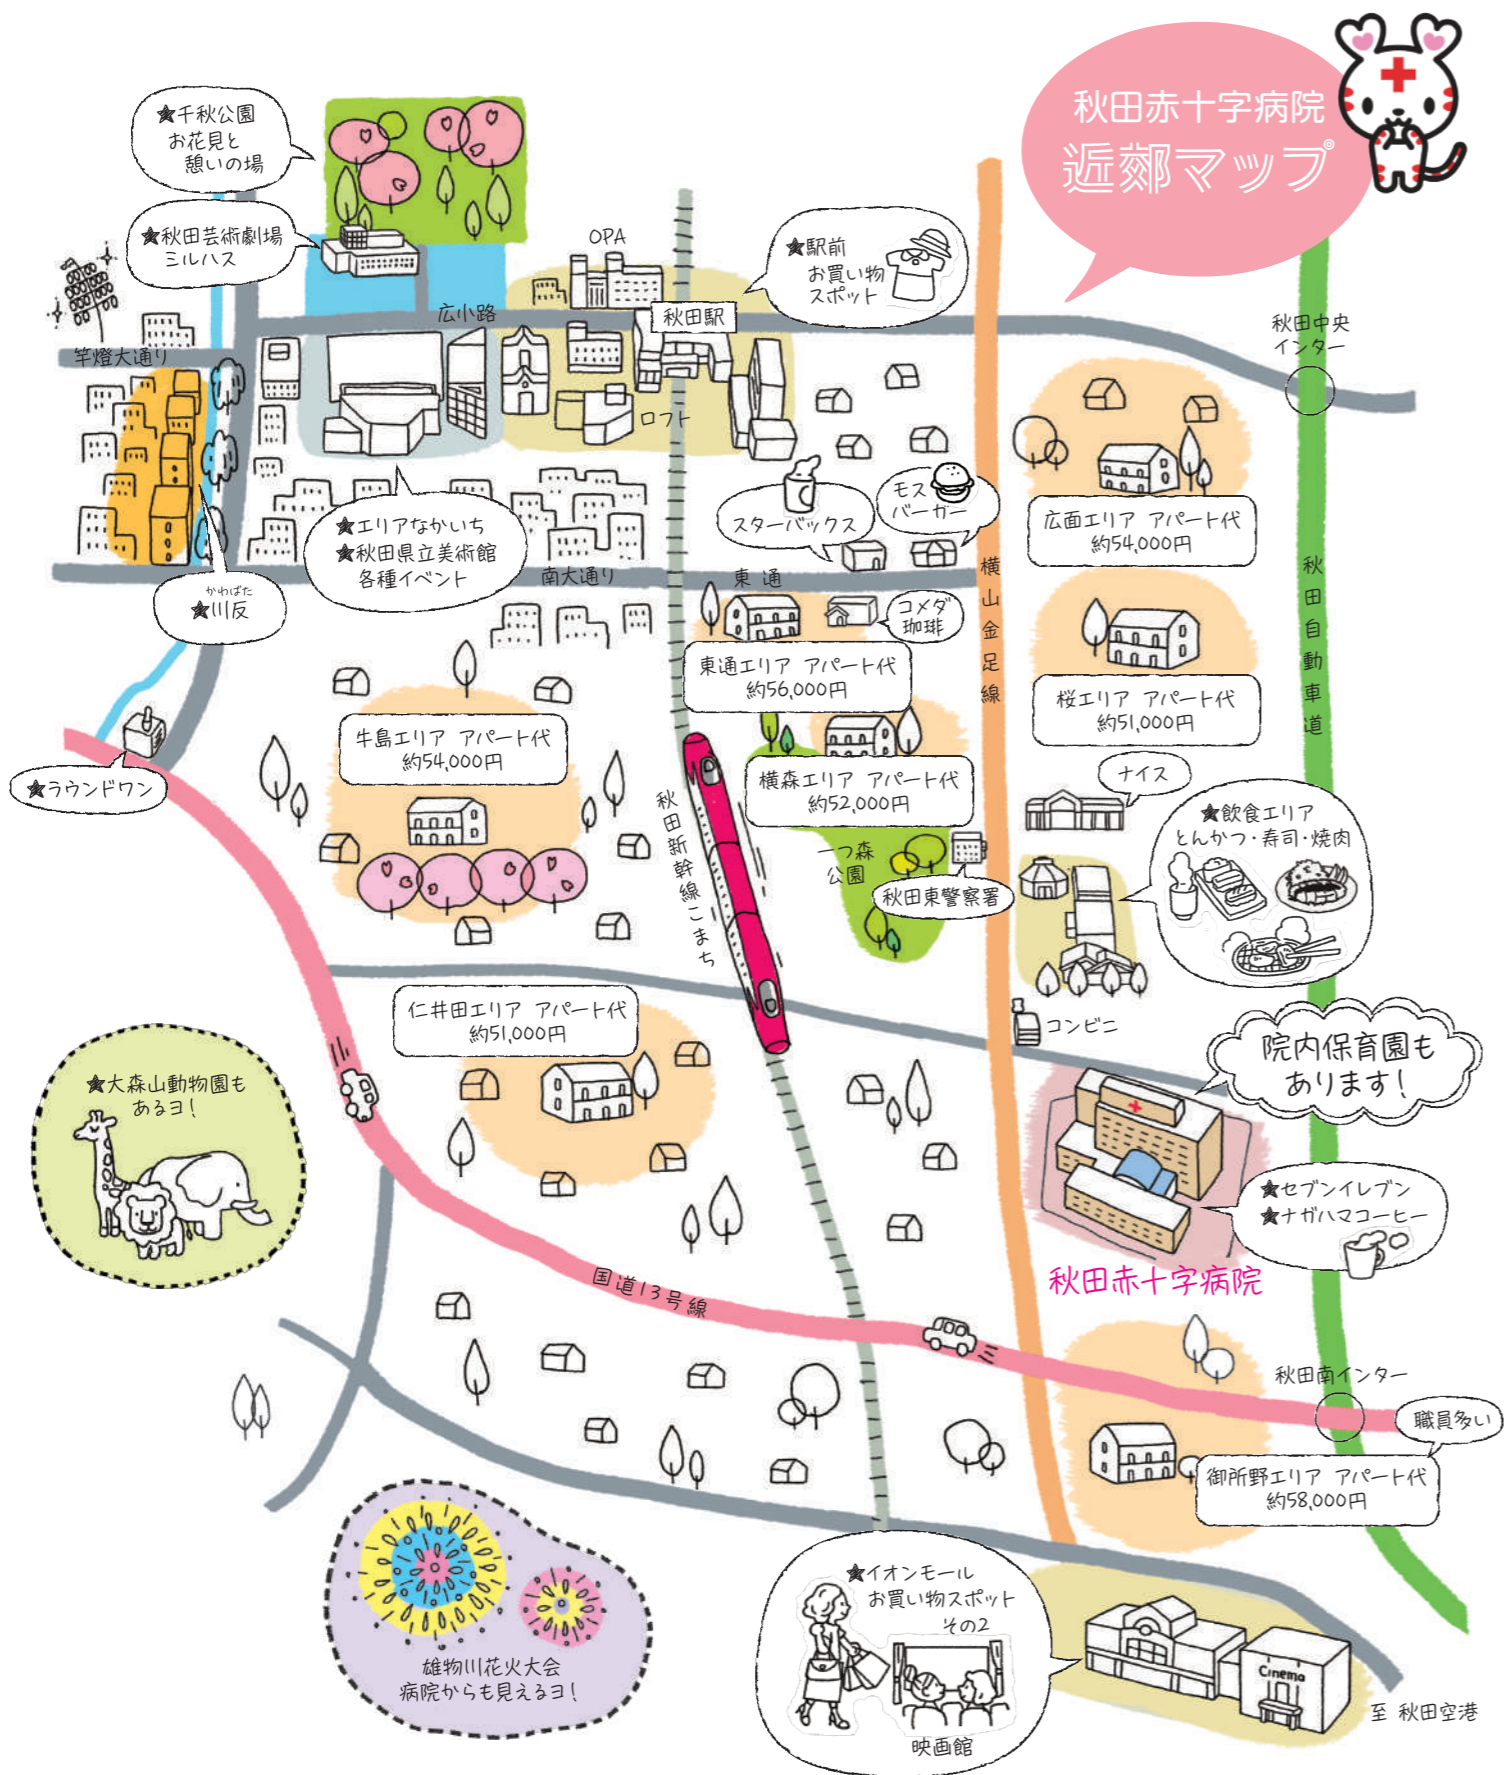 秋田赤十字病院
近郊マップ
★千秋公園
お花見と
憩いの場
★秋田芸術劇場
ミルハス
OPA
★駅前
お買い物
スポット
広小路
秋田駅
秋田中央
インター
竿燈大通り
ロフト
スターバックス
モス
バーガー
広面エリア アパート代
約54,000円
★エリアなかいち
★秋田県立美術館
各種イベント
かわばた
★川反
南大通り
東通
横山金足線
秋田自動車道
コメダ
珈琲
東通エリア アパート代
約56,000円
桜エリア アパート代
約51,000円
牛島エリア アパート代
約54,000円
★ラウンドワン
横森エリア アパート代
約52,000円
ナイス
秋田新幹線こまち
一つ森
公園
秋田東警察署
★飲食エリア
とんかつ・寿司・焼肉
仁井田エリア アパート代
約51,000円
コンビニ
院内保育園も
あります!
★大森山動物園も
あるヨ!
★セブンイレブン
★ナガハマコーヒー
秋田赤十字病院
国道13号線
秋田南インター
職員多い
御所野エリア アパート代
約58,000円
雄物川花火大会
病院からも見えるヨ!
★イオンモール
お買い物スポット
その2
映画館
Cinema
至 秋田空港